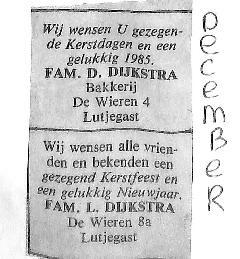 Wij wensen U gezegen-
de Kerstdagen en een
gelukkig 1985.
FAM. D. DIJKSTRA
Bakkerij
De Wieren 4
Lutjegast
Wij wensen alle vrien-
den en bekenden een
gezegend Kerstfeest en
een gelukkig Nieuwjaar.
FAM. L. DIJKSTRA
De Wieren 8a
Lutjegast
DeCeMBeR